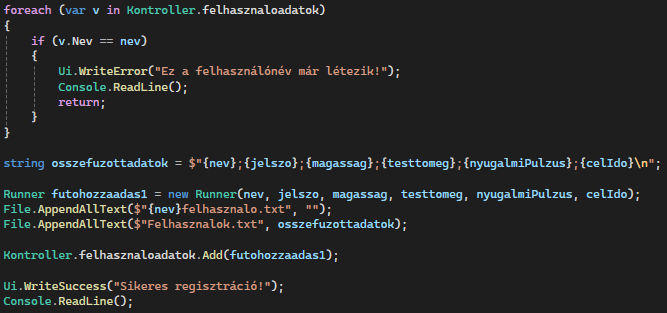 foreach (var v in Kontroller.felhasznaloadatok)
{
if (v.Nev == nev)
{
Ui.WriteError("Ez a felhasználónév már létezik!");
Console.ReadLine();
return;
}
}
string osszefuzottadatok = $"{nev};{jelszo};{magassag};{testtomeg};{nyugalmiPulzus};{celIdo}\n";
Runner futohozzaadas1 = new Runner(nev, jelszo, magassag, testtomeg, nyugalmiPulzus, celIdo);
File.AppendAllText($"{nev}felhasznalo.txt", "");
File.AppendAllText($"Felhasznalok.txt", osszefuzottadatok);
Kontroller.felhasznaloadatok.Add(futohozzaadas1);
Ui.WriteSuccess("Sikeres regisztráció!");
Console.ReadLine();